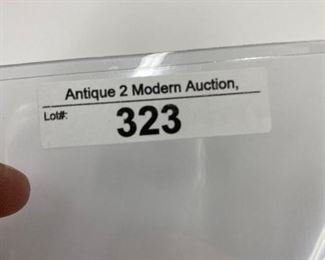 Antique 2 Modern Auction,
Lot#: 323